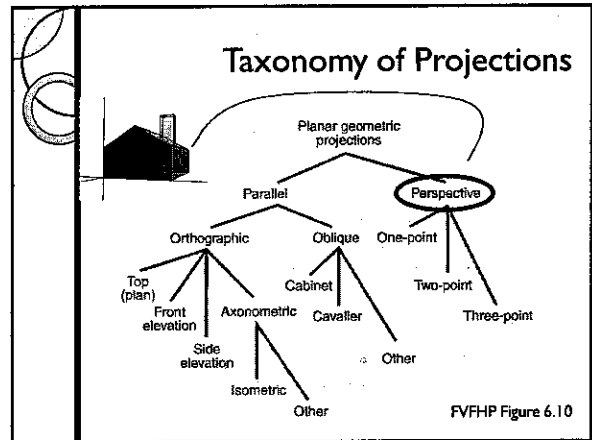 Taxonomy of Projections
Planar geometric
projections
Parallel
Perspective
Orthographic
Oblique
One-point
Top
(plan)
Front
elevation
Side
elevation
Axonometric
Cabinet
Cavalier
Other
Two-point
Three-point
Isometric
Other
FVFHP Figure 6.10